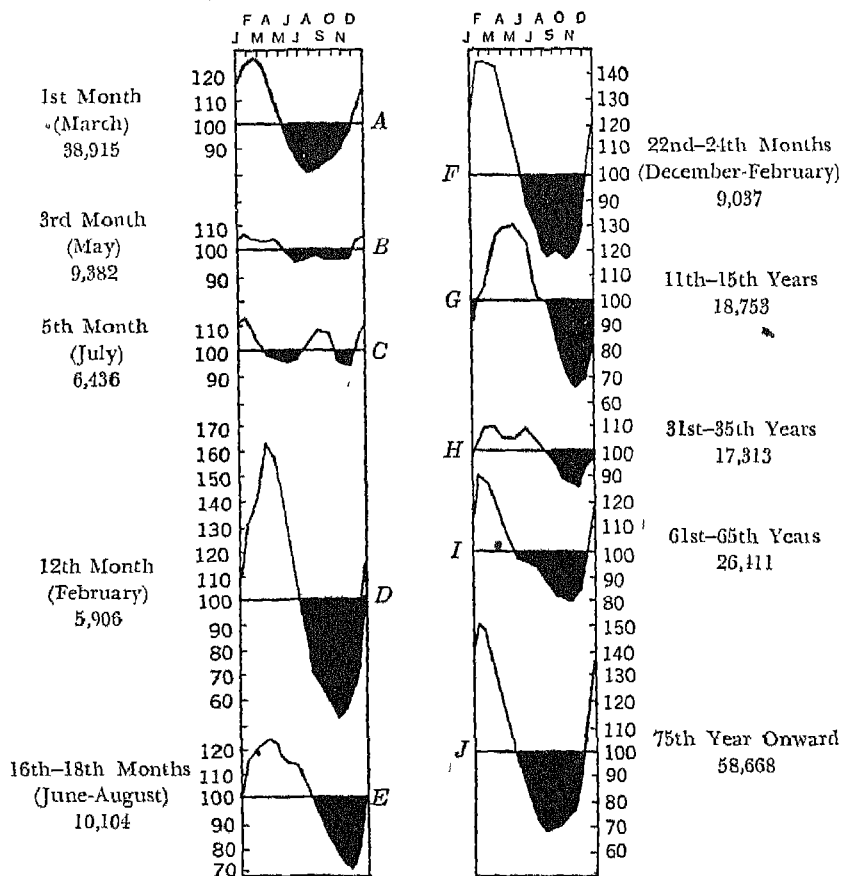 F A J A O D
J M M J S N
120
110
100
90
1st Month
(March)
38,915
A
110
100
90
3rd Month
(May)
9,382
B
110
100
90
5th Month
(July)
6,436
C
170
160
150
140
130
120
110
100
90
80
70
60
12th Month
(February)
5,906
D
120
110
100
90
80
70
16th–18th Months
(June-August)
10,104
E
F A J A O D
J M M J S N
140
130
120
110
100
90
F
22nd–24th Months
(December-February)
9,037
130
120
110
100
90
80
70
60
G
11th–15th Years
18,753
110
100
90
H
31st–35th Years
17,313
120
110
100
90
80
I
61st–65th Years
26,411
150
140
130
120
110
100
90
80
70
60
J
75th Year Onward
58,668